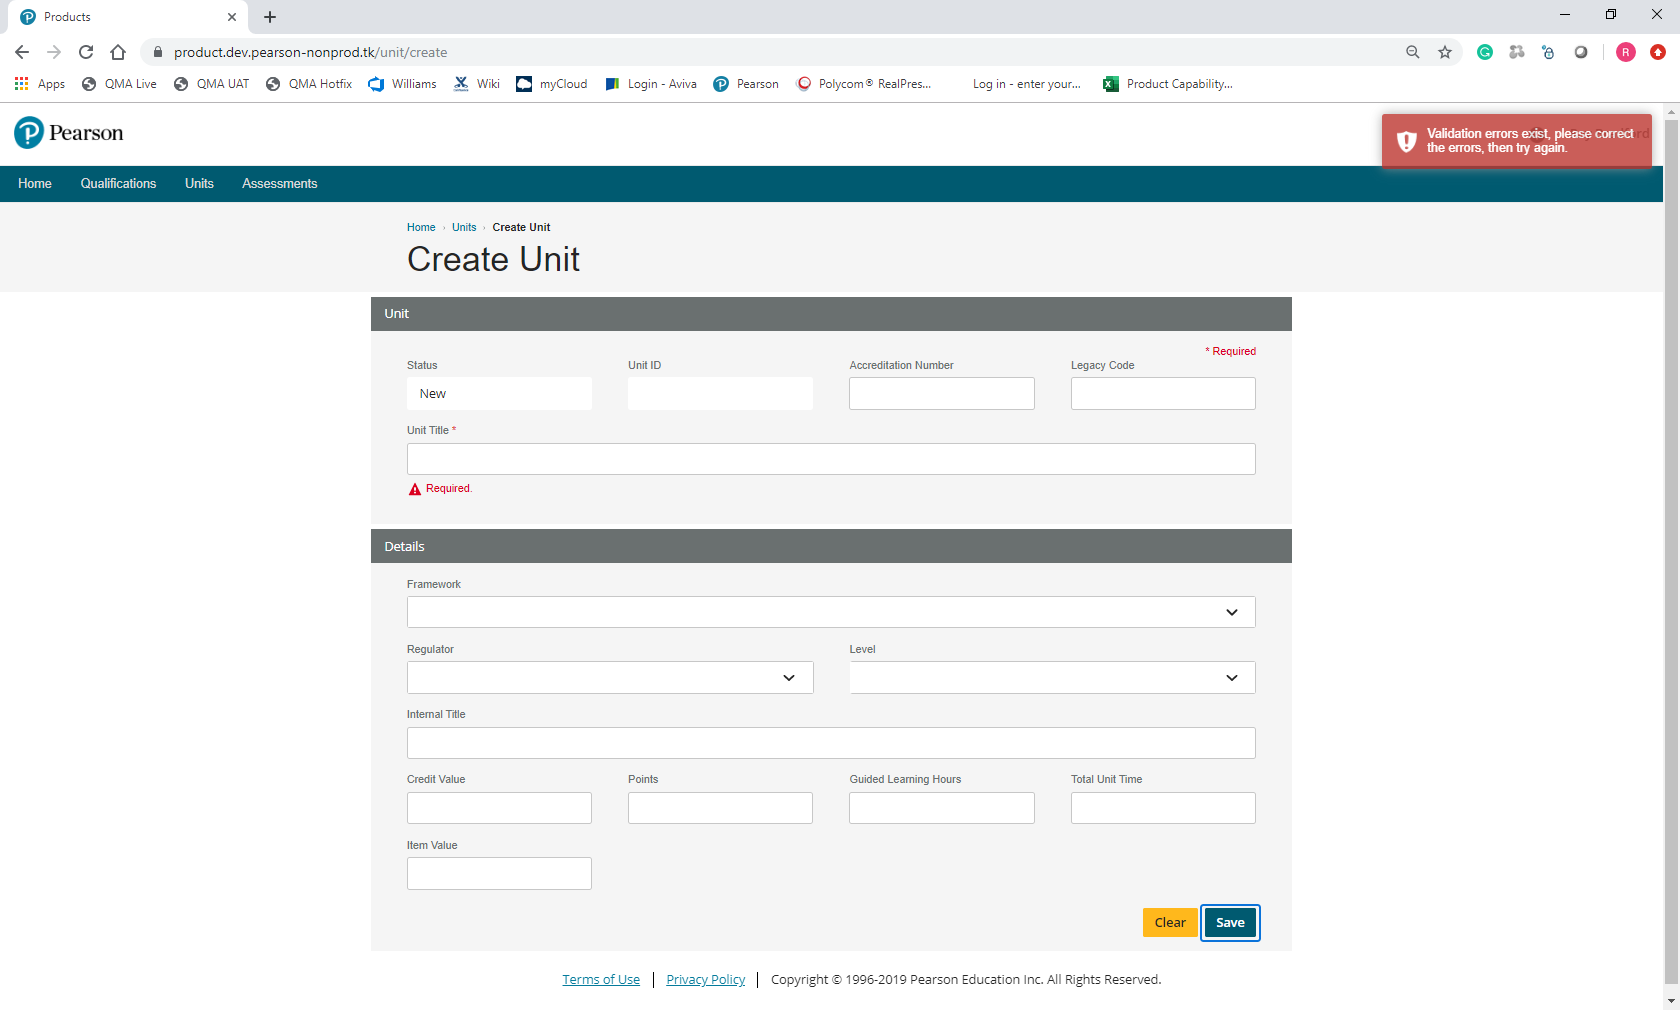 Products
product.dev.pearson-nonprod.tk/unit/create
R
Apps QMA Live QMA UAT QMA Hotfix Williams Wiki myCloud Login - Aviva Pearson Polycom® RealPres... Log in - enter your... Product Capability...
Pearson
Validation errors exist, please correct
the errors, then try again.
Home Qualifications Units Assessments
Home › Units › Create Unit
Create Unit
Unit
* Required
Status Unit ID Accreditation Number Legacy Code
New
Unit Title *
Required.
Details
Framework
Regulator Level
Internal Title
Credit Value Points Guided Learning Hours Total Unit Time
Item Value
Clear Save
Terms of Use | Privacy Policy | Copyright © 1996-2019 Pearson Education Inc. All Rights Reserved.